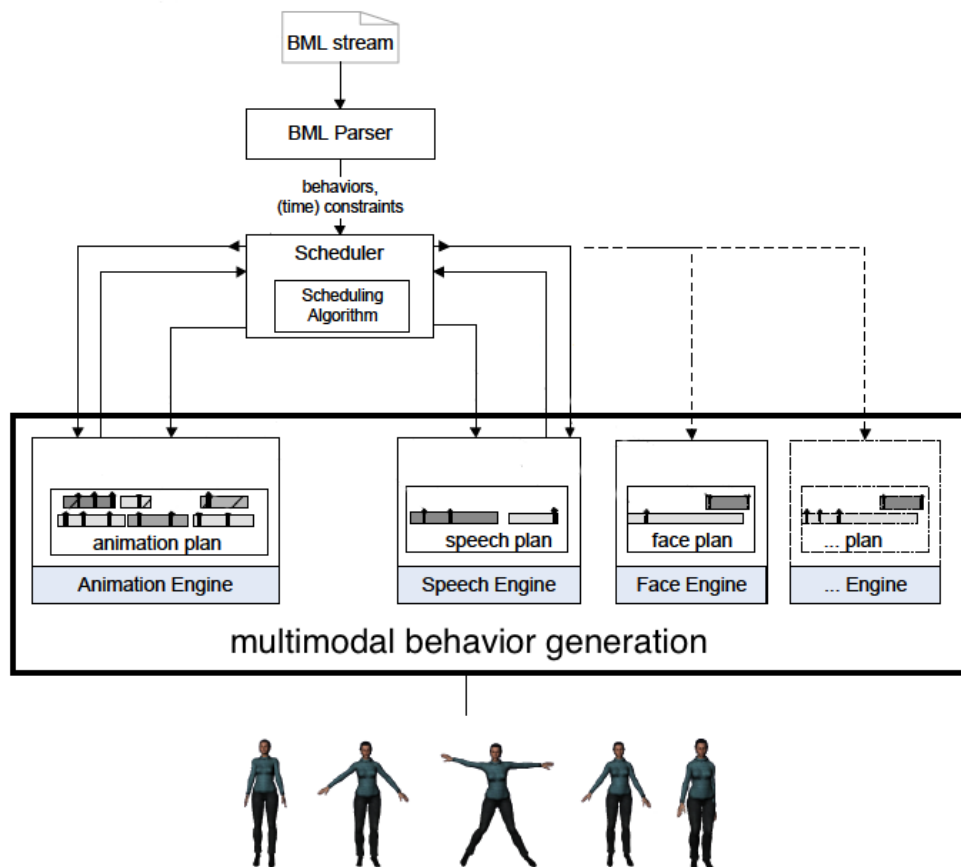 BML stream
BML Parser
behaviors,
(time) constraints
Scheduler
Scheduling
Algorithm
animation plan
Animation Engine
speech plan
Speech Engine
face plan
Face Engine
... plan
... Engine
multimodal behavior generation